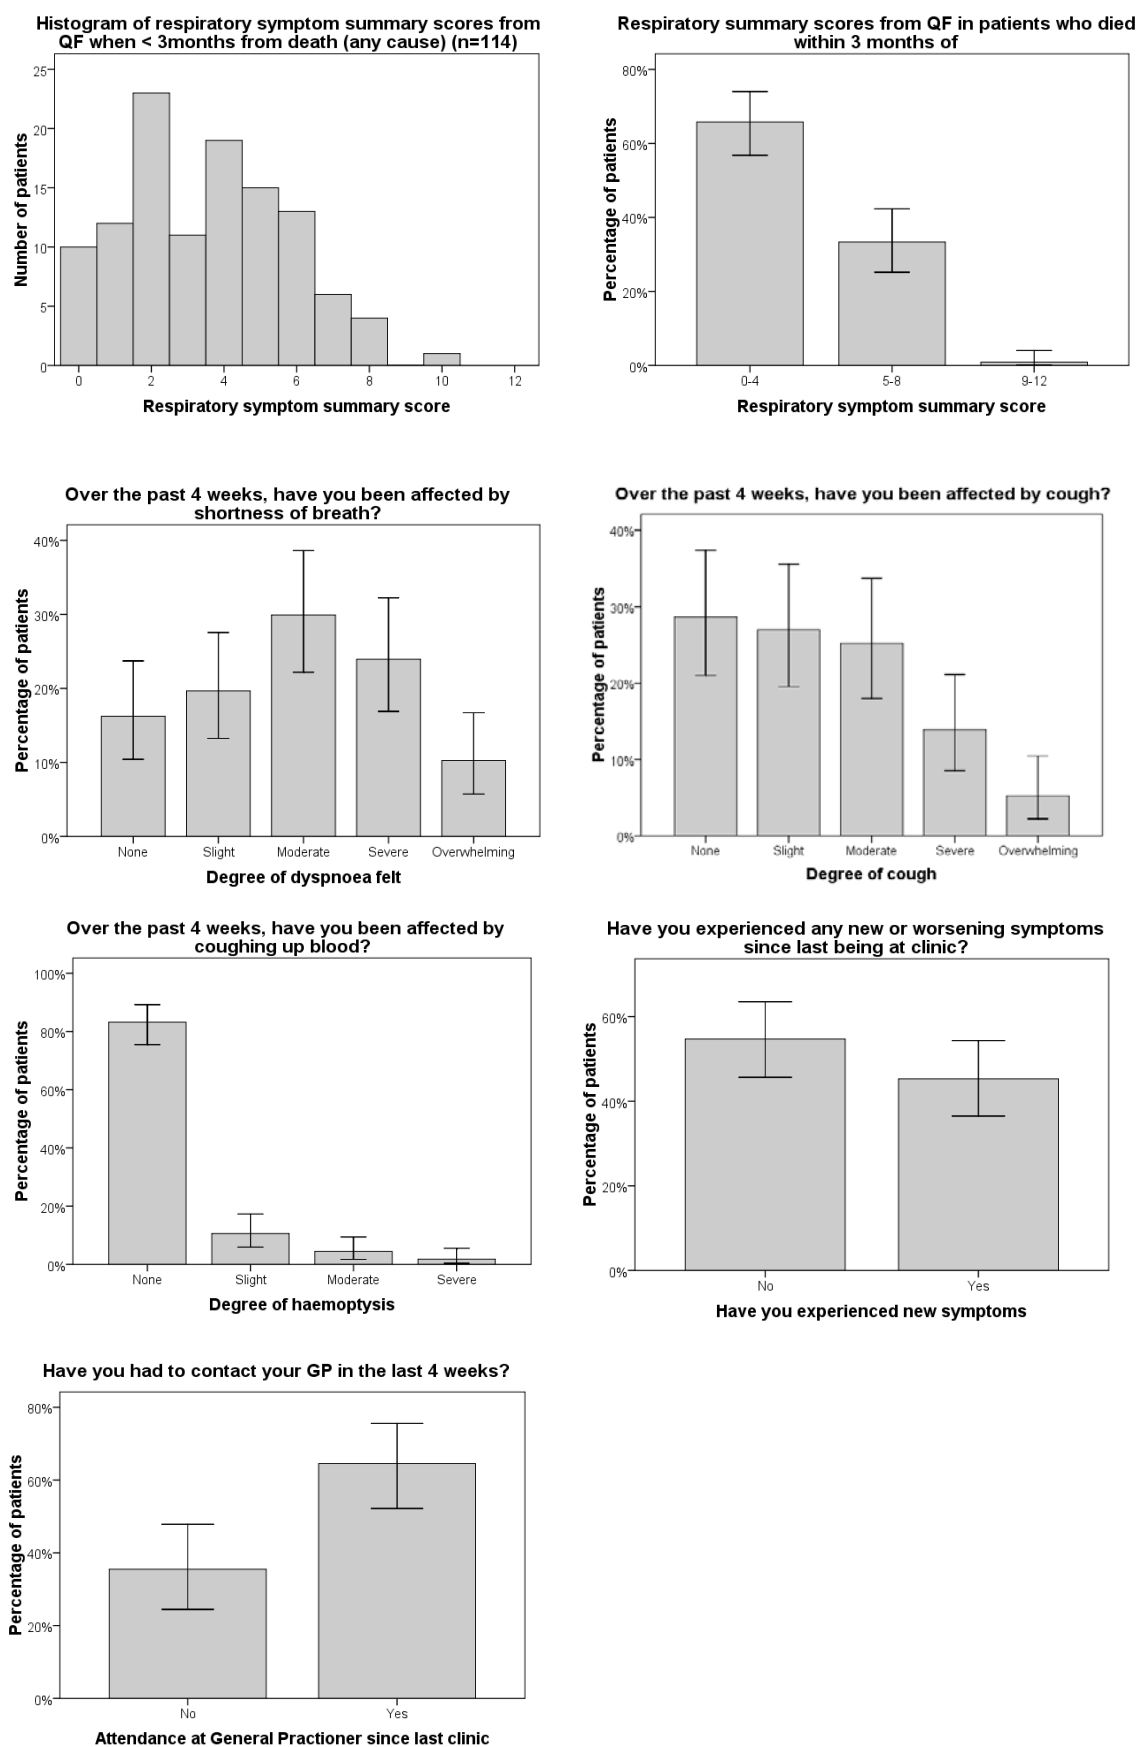 Histogram of respiratory symptom summary scores from
QF when < 3months from death (any cause) (n=114)
Number of patients
25
20
15
10
5
0
0 2 4 6 8 10 12
Respiratory symptom summary score
Respiratory summary scores from QF in patients who died
within 3 months of
Percentage of patients
80%
60%
40%
20%
0%
0-4 5-8 9-12
Respiratory symptom summary score
Over the past 4 weeks, have you been affected by
shortness of breath?
Percentage of patients
40%
30%
20%
10%
0%
None Slight Moderate Severe Overwhelming
Degree of dyspnoea felt
Over the past 4 weeks, have you been affected by cough?
Percentage of patients
40%
30%
20%
10%
0%
None Slight Moderate Severe Overwhelming
Degree of cough
Over the past 4 weeks, have you been affected by
coughing up blood?
Percentage of patients
100%
80%
60%
40%
20%
0%
None Slight Moderate Severe
Degree of haemoptysis
Have you experienced any new or worsening symptoms
since last being at clinic?
Percentage of patients
60%
40%
20%
0%
No Yes
Have you experienced new symptoms
Have you had to contact your GP in the last 4 weeks?
Percentage of patients
80%
60%
40%
20%
0%
No Yes
Attendance at General Practioner since last clinic